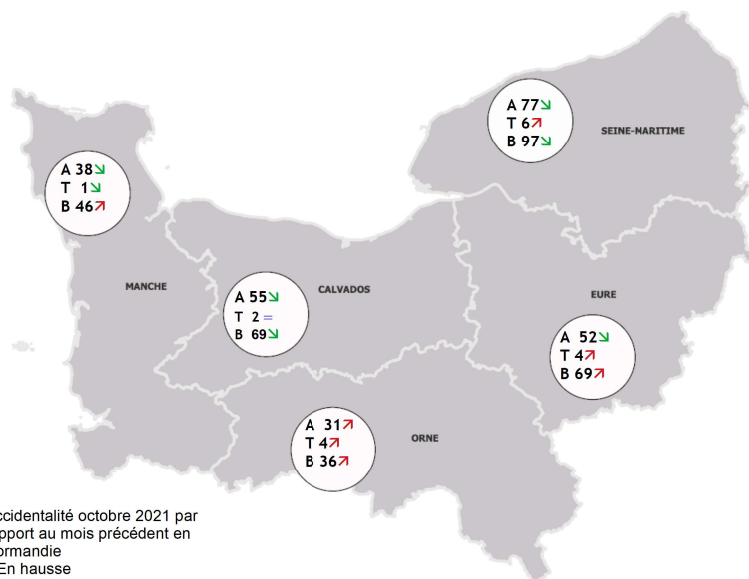 A 77↘
T 6↗
B 97↘
SEINE-MARITIME
A 38↘
T 1↘
B 46↗
MANCHE
A 55↘
T 2 =
B 69↘
CALVADOS
EURE
A 52↘
T 4↗
B 69↗
A 31↗
T 4↗
B 36↗
ORNE
ccidentalité octobre 2021 par
pport au mois précédent en
ormandie
En hausse